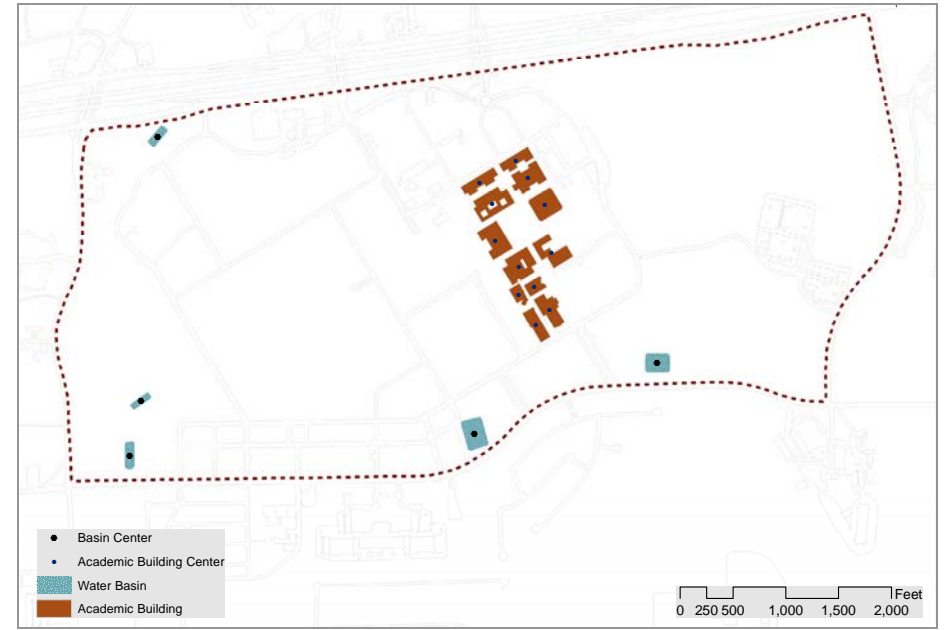 Basin Center
Academic Building Center
Water Basin
Academic Building
Feet
0 250 500 1,000 1,500 2,000